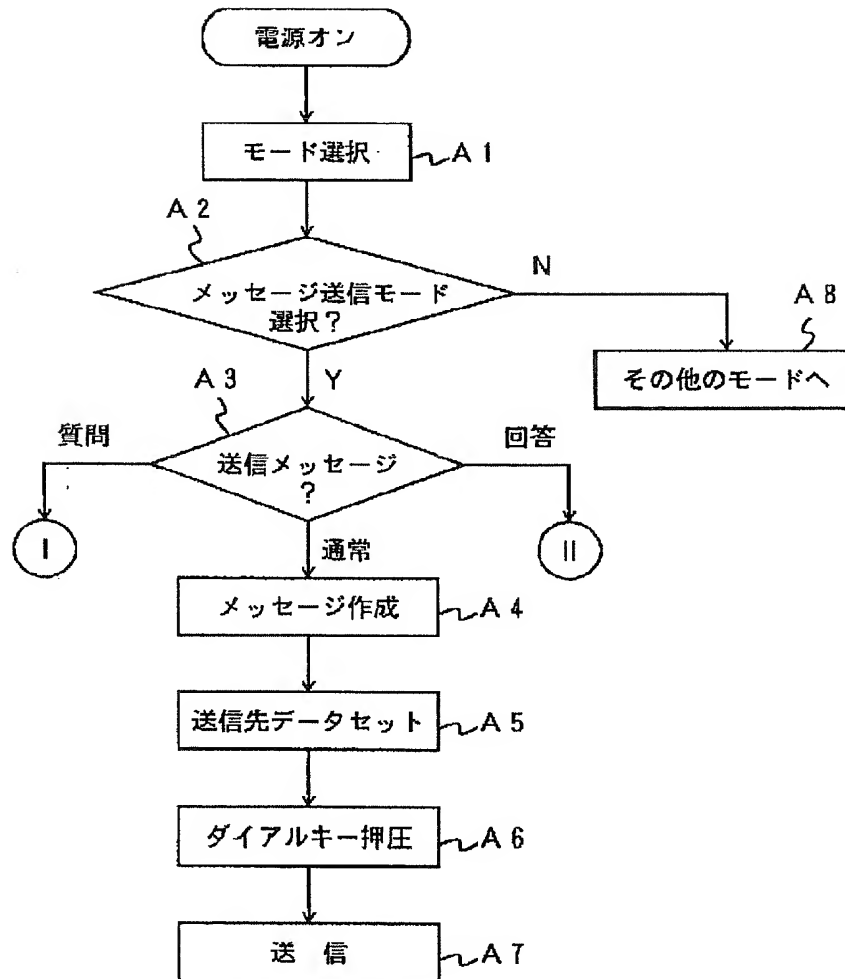 電源オン
モード選択
A1
A2
メッセージ送信モード
選択？
N
A8
その他のモードへ
Y
A3
質問
送信メッセージ
？
回答
I
II
通常
メッセージ作成
A4
送信先データセット
A5
ダイアルキー押圧
A6
送 信
A7